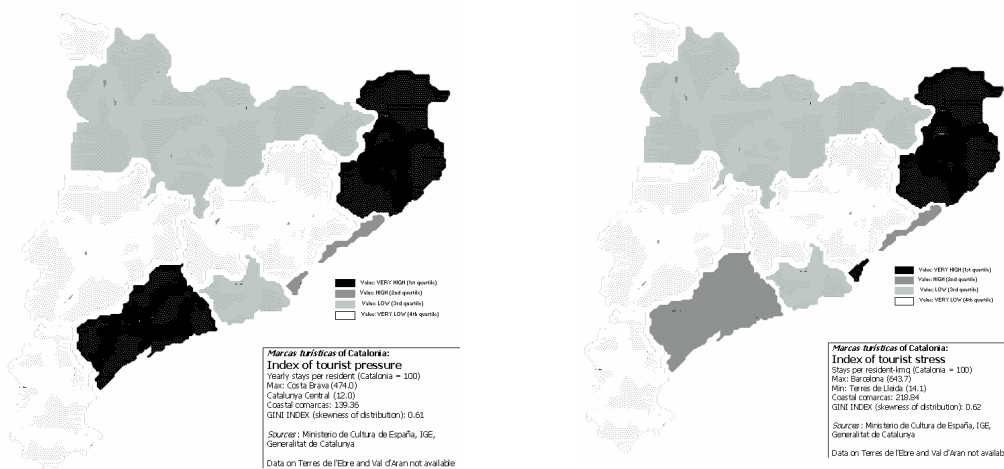 Value: VERY HIGH (1st quartile)
Value: HIGH (2nd quartile)
Value: LOW (3rd quartile)
Value: VERY LOW (4th quartile)
Marcas turísticas of Catalonia:
Index of tourist pressure
Yearly stays per resident (Catalonia = 100)
Max: Costa Brava (474.0)
Catalunya Central (12.0)
Coastal comarcas: 139.36
GINI INDEX (skewness of distribution): 0.61
Sources: Ministerio de Cultura de España, IGE,
Generalitat de Catalunya
Data on Terres de l'Ebre and Val d'Aran not available
Value: VERY HIGH (1st quartile)
Value: HIGH (2nd quartile)
Value: LOW (3rd quartile)
Value: VERY LOW (4th quartile)
Marcas turísticas of Catalonia:
Index of tourist stress
Stays per resident-kmq (Catalonia = 100)
Max: Barcelona (643.7)
Min: Terres de Lleida (14.1)
Coastal comarcas: 218.84
GINI INDEX (skewness of distribution): 0.62
Sources: Ministerio de Cultura de España, IGE,
Generalitat de Catalunya
Data on Terres de l'Ebre and Val d'Aran not availabl